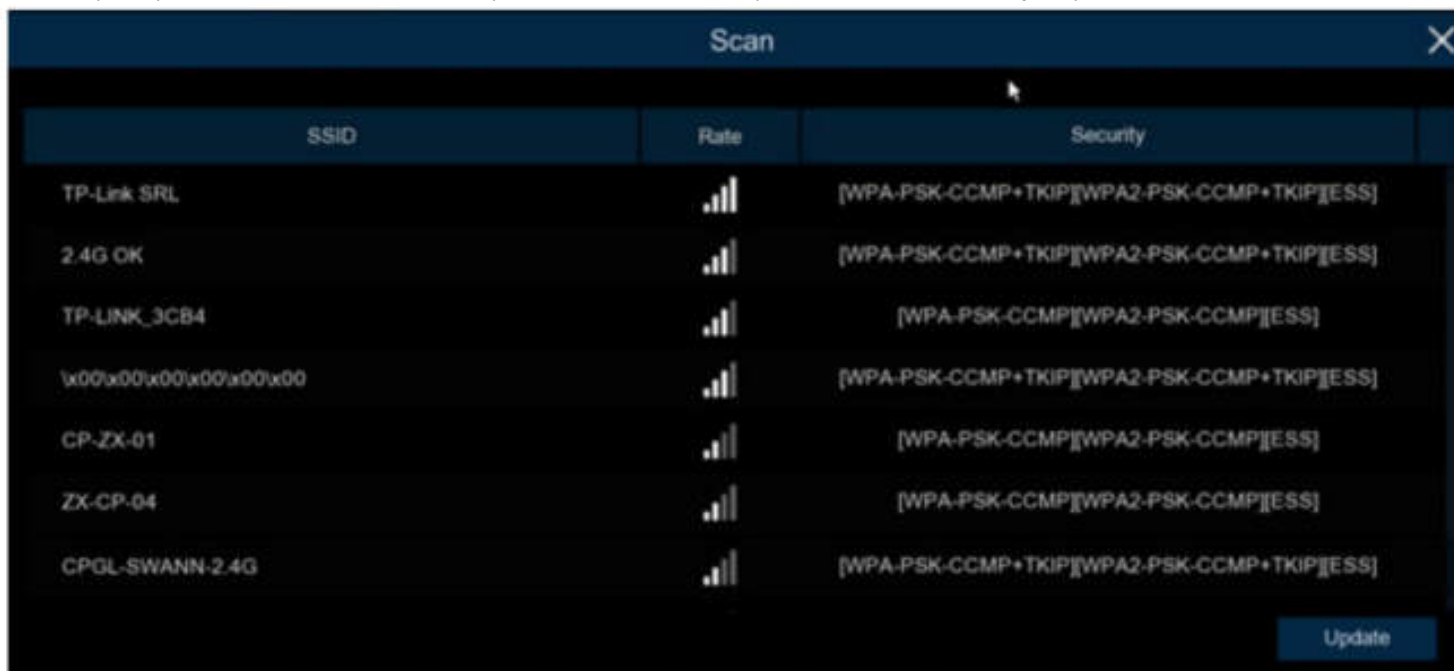 Scan
SSID Rate Security
TP-Link SRL [WPA-PSK-CCMP+TKIP][WPA2-PSK-CCMP+TKIP][ESS]
2.4G OK [WPA-PSK-CCMP+TKIP][WPA2-PSK-CCMP+TKIP][ESS]
TP-LINK_3CB4 [WPA-PSK-CCMP][WPA2-PSK-CCMP][ESS]
\x00\x00\x00\x00\x00\x00 [WPA-PSK-CCMP+TKIP][WPA2-PSK-CCMP+TKIP][ESS]
CP-ZX-01 [WPA-PSK-CCMP][WPA2-PSK-CCMP][ESS]
ZX-CP-04 [WPA-PSK-CCMP][WPA2-PSK-CCMP][ESS]
CPGL-SWANN-2.4G [WPA-PSK-CCMP+TKIP][WPA2-PSK-CCMP+TKIP][ESS]
Update